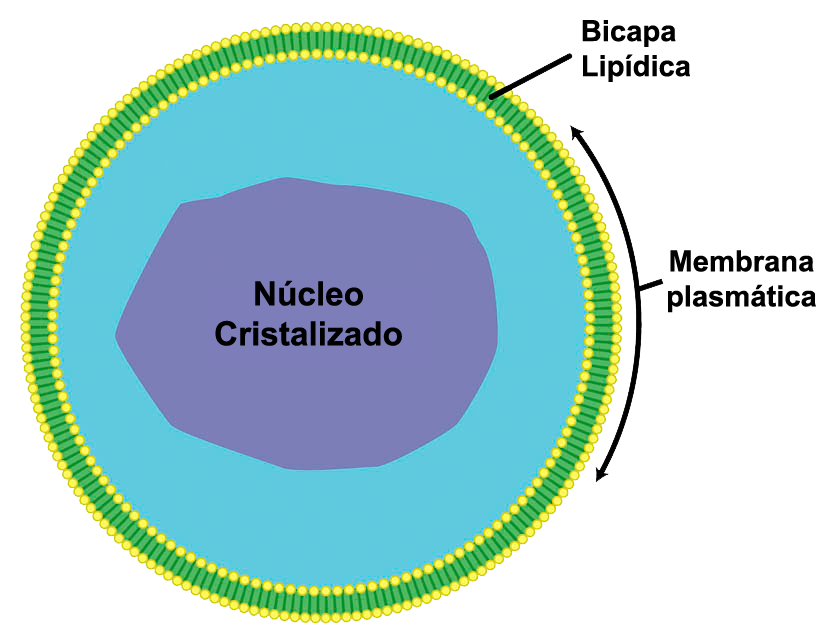 Bicapa
Lipídica
Membrana
plasmática
Núcleo
Cristalizado